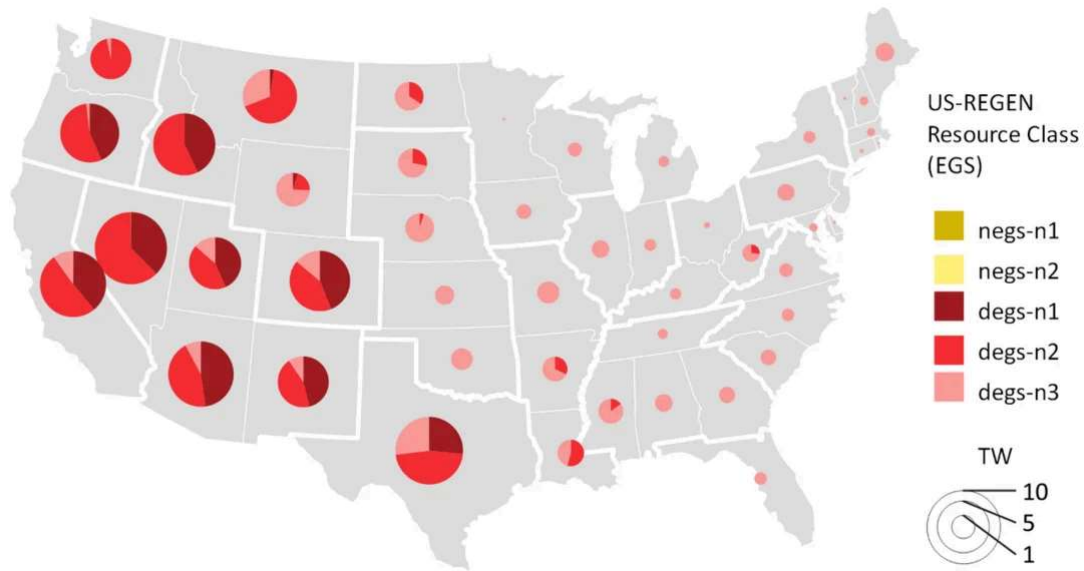 US-REGEN
Resource Class
(EGS)
negs-n1
negs-n2
degs-n1
degs-n2
degs-n3
TW
10
5
1